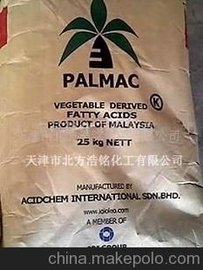 PALMAC
VEGETABLE DERIVED
FATTY ACIDS
K
PRODUCT OF MALAYSIA
25 kg NETT
天津市北方浩铭化工有限公司
MANUFACTURED BY
ACIDCHEM INTERNATIONAL SDN.BHD.
A MEMBER OF
GROUP
china.makepolo.com